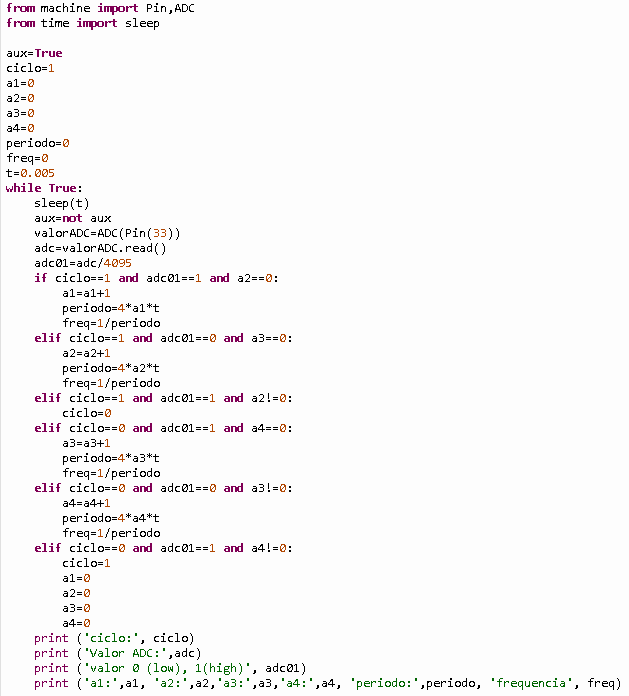 from machine import Pin,ADC
from time import sleep

aux=True
ciclo=1
a1=0
a2=0
a3=0
a4=0
periodo=0
freq=0
t=0.005
while True:
    sleep(t)
    aux=not aux
    valorADC=ADC(Pin(33))
    adc=valorADC.read()
    adc01=adc/4095
    if ciclo==1 and adc01==1 and a2==0:
        a1=a1+1
        periodo=4*a1*t
        freq=1/periodo
    elif ciclo==1 and adc01==0 and a3==0:
        a2=a2+1
        periodo=4*a2*t
        freq=1/periodo
    elif ciclo==1 and adc01==1 and a2!=0:
        ciclo=0
    elif ciclo==0 and adc01==1 and a4==0:
        a3=a3+1
        periodo=4*a3*t
        freq=1/periodo
    elif ciclo==0 and adc01==0 and a3!=0:
        a4=a4+1
        periodo=4*a4*t
        freq=1/periodo
    elif ciclo==0 and adc01==1 and a4!=0:
        ciclo=1
        a1=0
        a2=0
        a3=0
        a4=0
    print ('ciclo:', ciclo)
    print ('Valor ADC:',adc)
    print ('valor 0 (low), 1(high)', adc01)
    print ('a1:',a1, 'a2:',a2,'a3:',a3,'a4:',a4, 'periodo:',periodo, 'frequencia', freq)